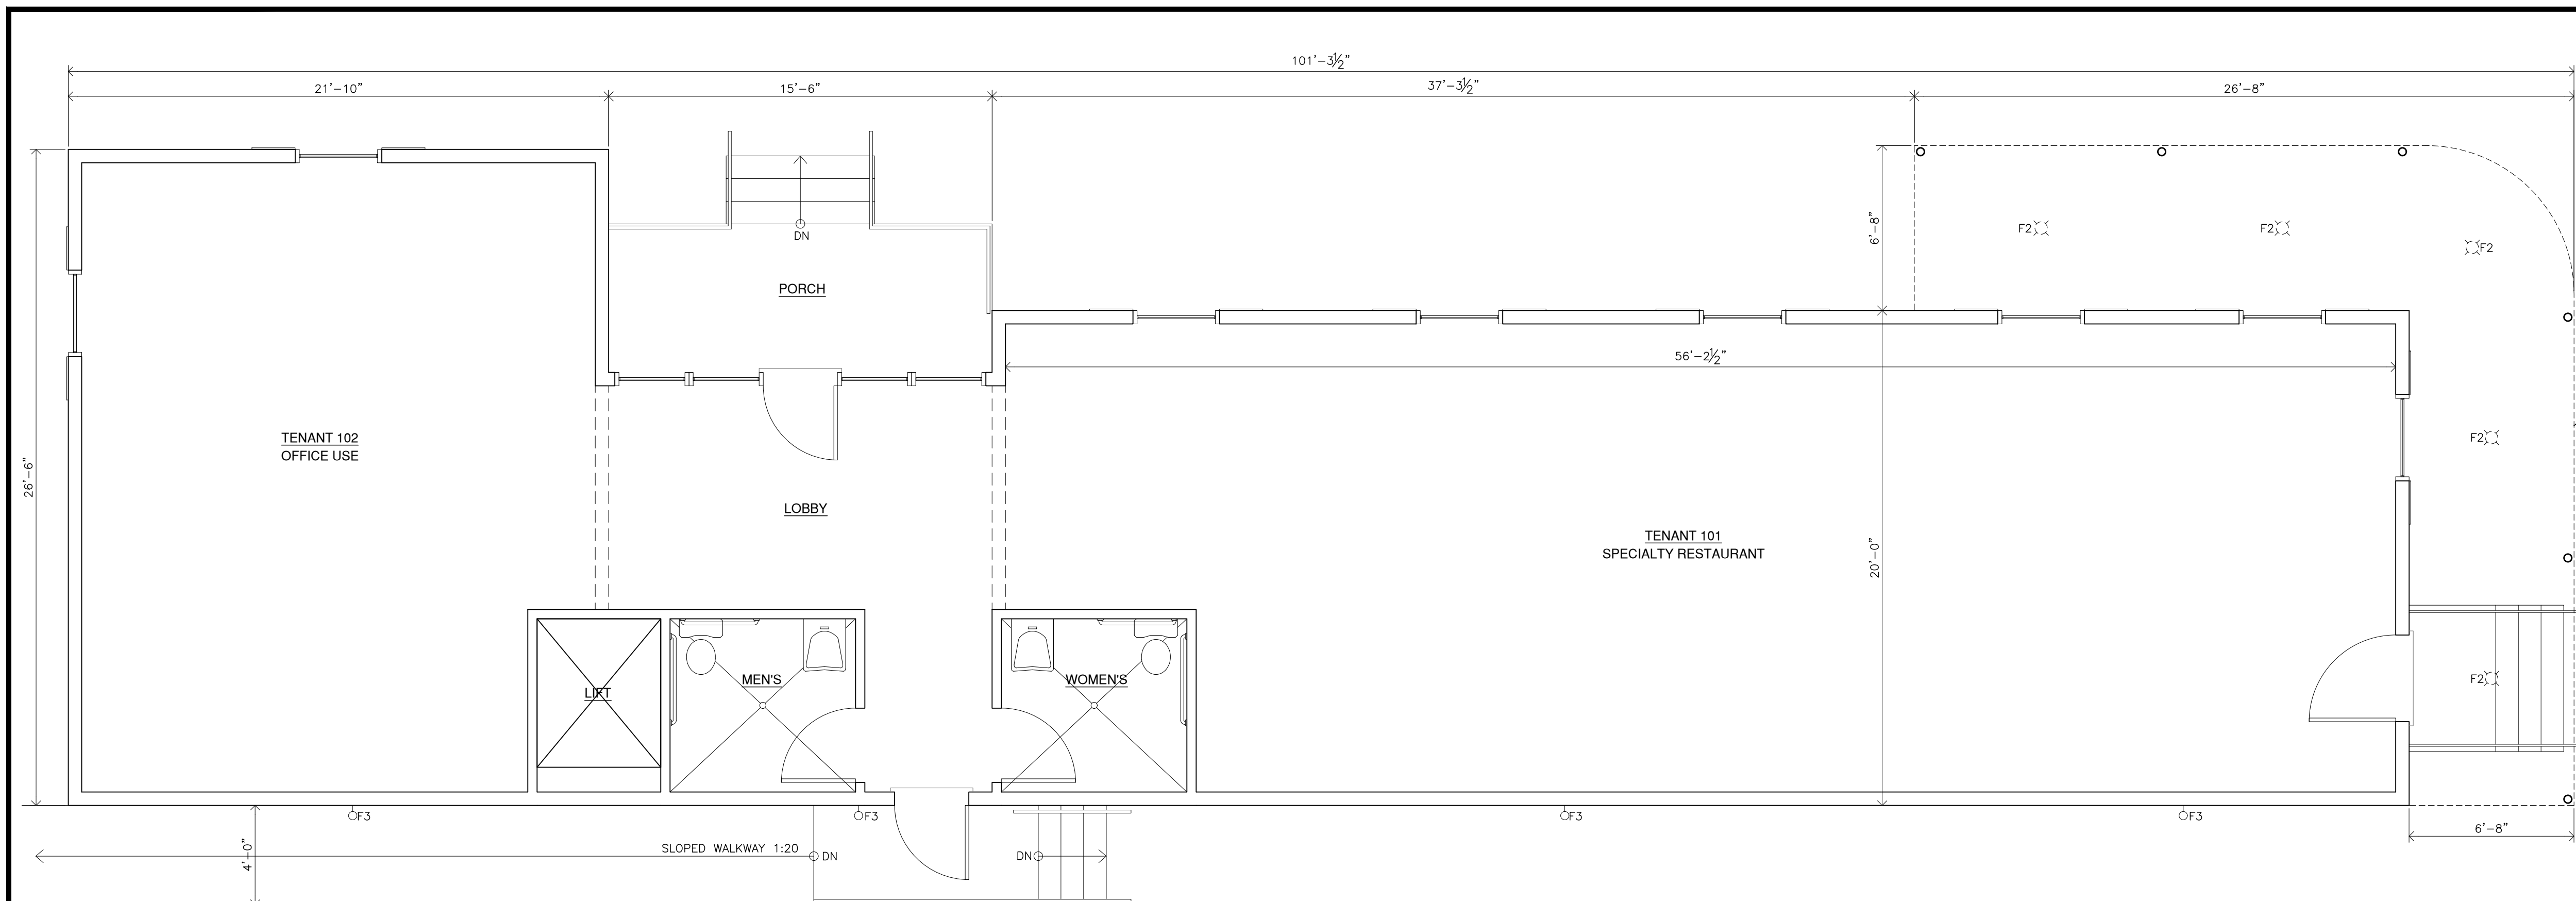 101'-3½"
21'-10"
15'-6"
37'-3½"
26'-8"
6'-8"
F2
F2
F2
DN
PORCH
56'-2½"
TENANT 102
OFFICE USE
F2
26'-6"
LOBBY
TENANT 101
SPECIALTY RESTAURANT
20'-0"
LIFT
MEN'S
WOMEN'S
F2
F3
F3
F3
F3
6'-8"
4'-0"
SLOPED WALKWAY 1:20
DN
DN